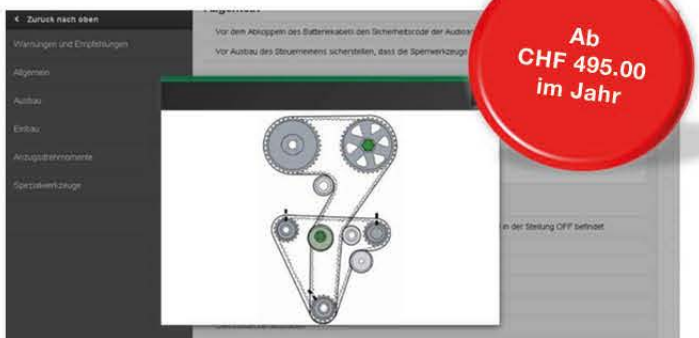 < Zurück nach oben
Warnungen und Empfehlungen
Allgemein
Ausbau
Einbau
Anzugsdrehmomente
Spezialwerkzeuge
Vor dem Abkoppeln des Batteriekabels den Sicherheitscode der
Vor Ausbau des Steuerriemens sicherstellen, dass die Sperrwerkzeuge
in der Stellung OFF befindet
Ab
CHF 495.00
im Jahr